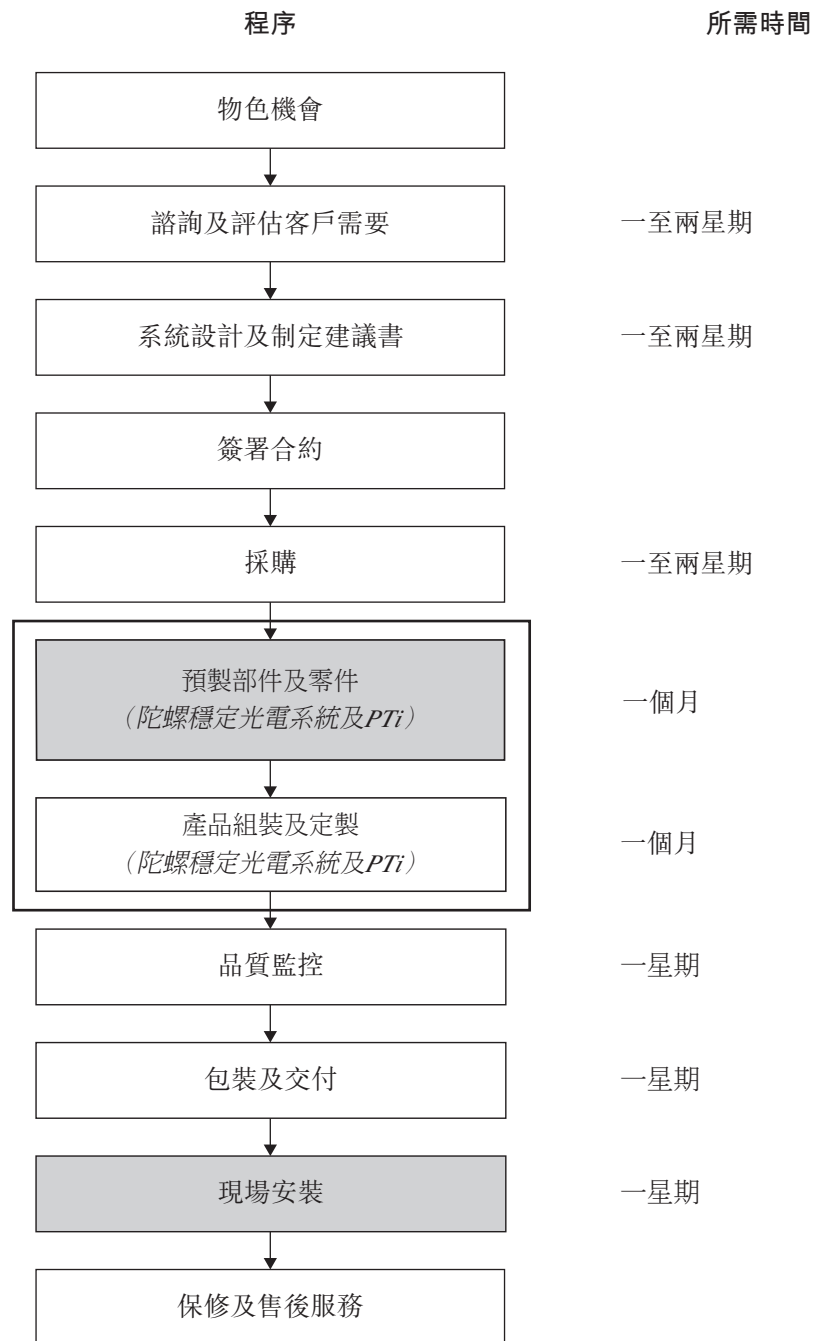 程序 所需時間
物色機會
諮詢及評估客戶需要 一至兩星期
系統設計及制定建議書 一至兩星期
簽署合約
採購 一至兩星期
預製部件及零件
（陀螺穩定光電系統及PTi） 一個月
產品組裝及定製
（陀螺穩定光電系統及PTi） 一個月
品質監控 一星期
包裝及交付 一星期
現場安裝 一星期
保修及售後服務